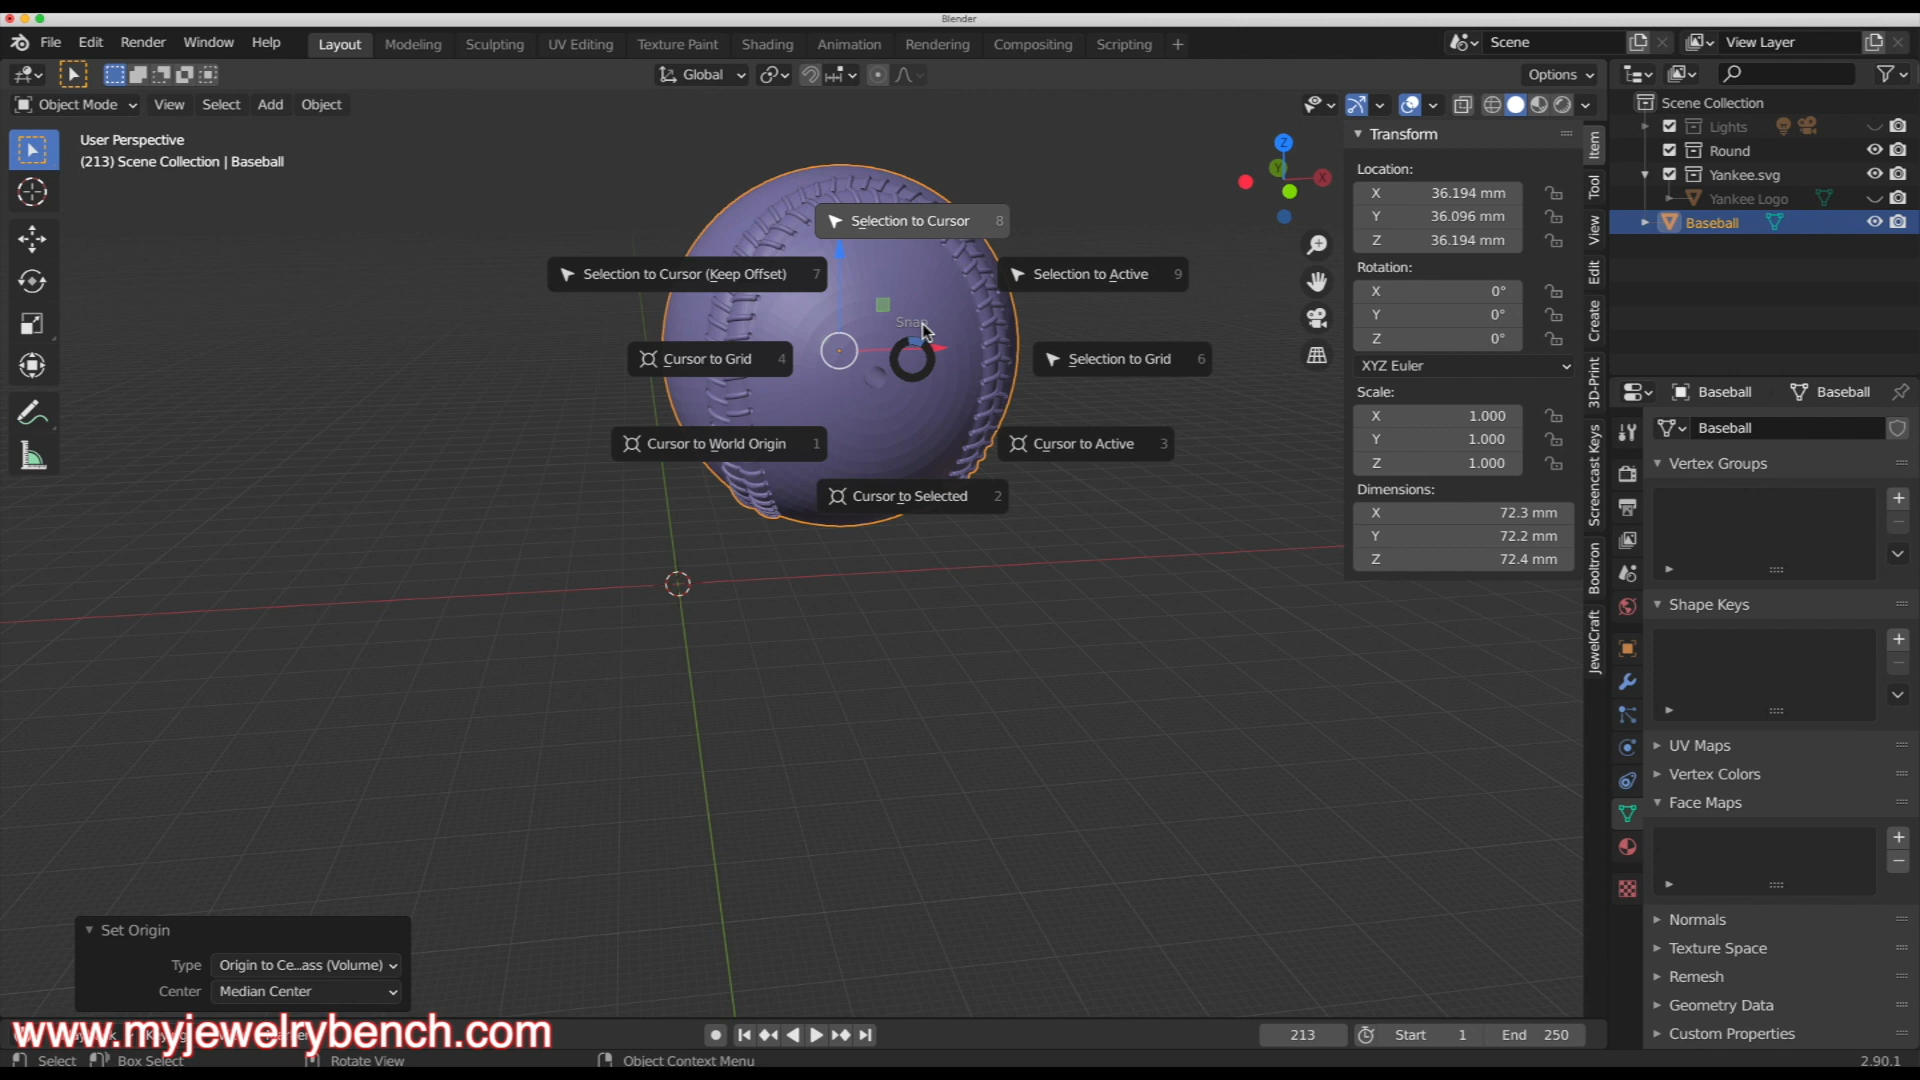 Blender
File Edit Render Window Help
Layout Modeling Sculpting UV Editing Texture Paint Shading Animation Rendering Compositing Scripting +
Scene
View Layer
Global
Options
Object Mode View Select Add Object
User Perspective
(213) Scene Collection | Baseball
Selection to Cursor 8
Selection to Cursor (Keep Offset) 7
Selection to Active 9
Snap
Cursor to Grid 4
Selection to Grid 6
Cursor to World Origin 1
Cursor to Active 3
Cursor to Selected 2
Z
Y
X
Transform
Location:
X 36.194 mm
Y 36.096 mm
Z 36.194 mm
Rotation:
X 0°
Y 0°
Z 0°
XYZ Euler
Scale:
X 1.000
Y 1.000
Z 1.000
Dimensions:
X 72.3 mm
Y 72.2 mm
Z 72.4 mm
Item
Tool
View
Edit
Create
3D-Print
Screencast Keys
Booltron
JewelCraft
Scene Collection
Lights
Round
Yankee.svg
Yankee Logo
Baseball
Baseball Baseball
Baseball
Vertex Groups
Shape Keys
UV Maps
Vertex Colors
Face Maps
Normals
Texture Space
Remesh
Geometry Data
Custom Properties
Set Origin
Type Origin to Ce...ass (Volume)
Center Median Center
www.myjewelrybench.com
213 Start 1 End 250
Select Box Select Rotate View Object Context Menu
2.90.1